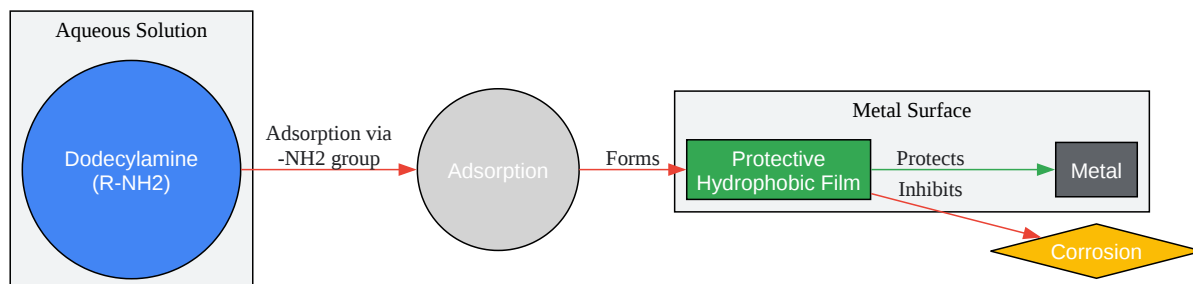 Aqueous Solution
Dodecylamine
(R-NH2)
Adsorption via
-NH2 group
Adsorption
Forms
Metal Surface
Protective
Hydrophobic Film
Protects
Inhibits
Metal
Corrosion